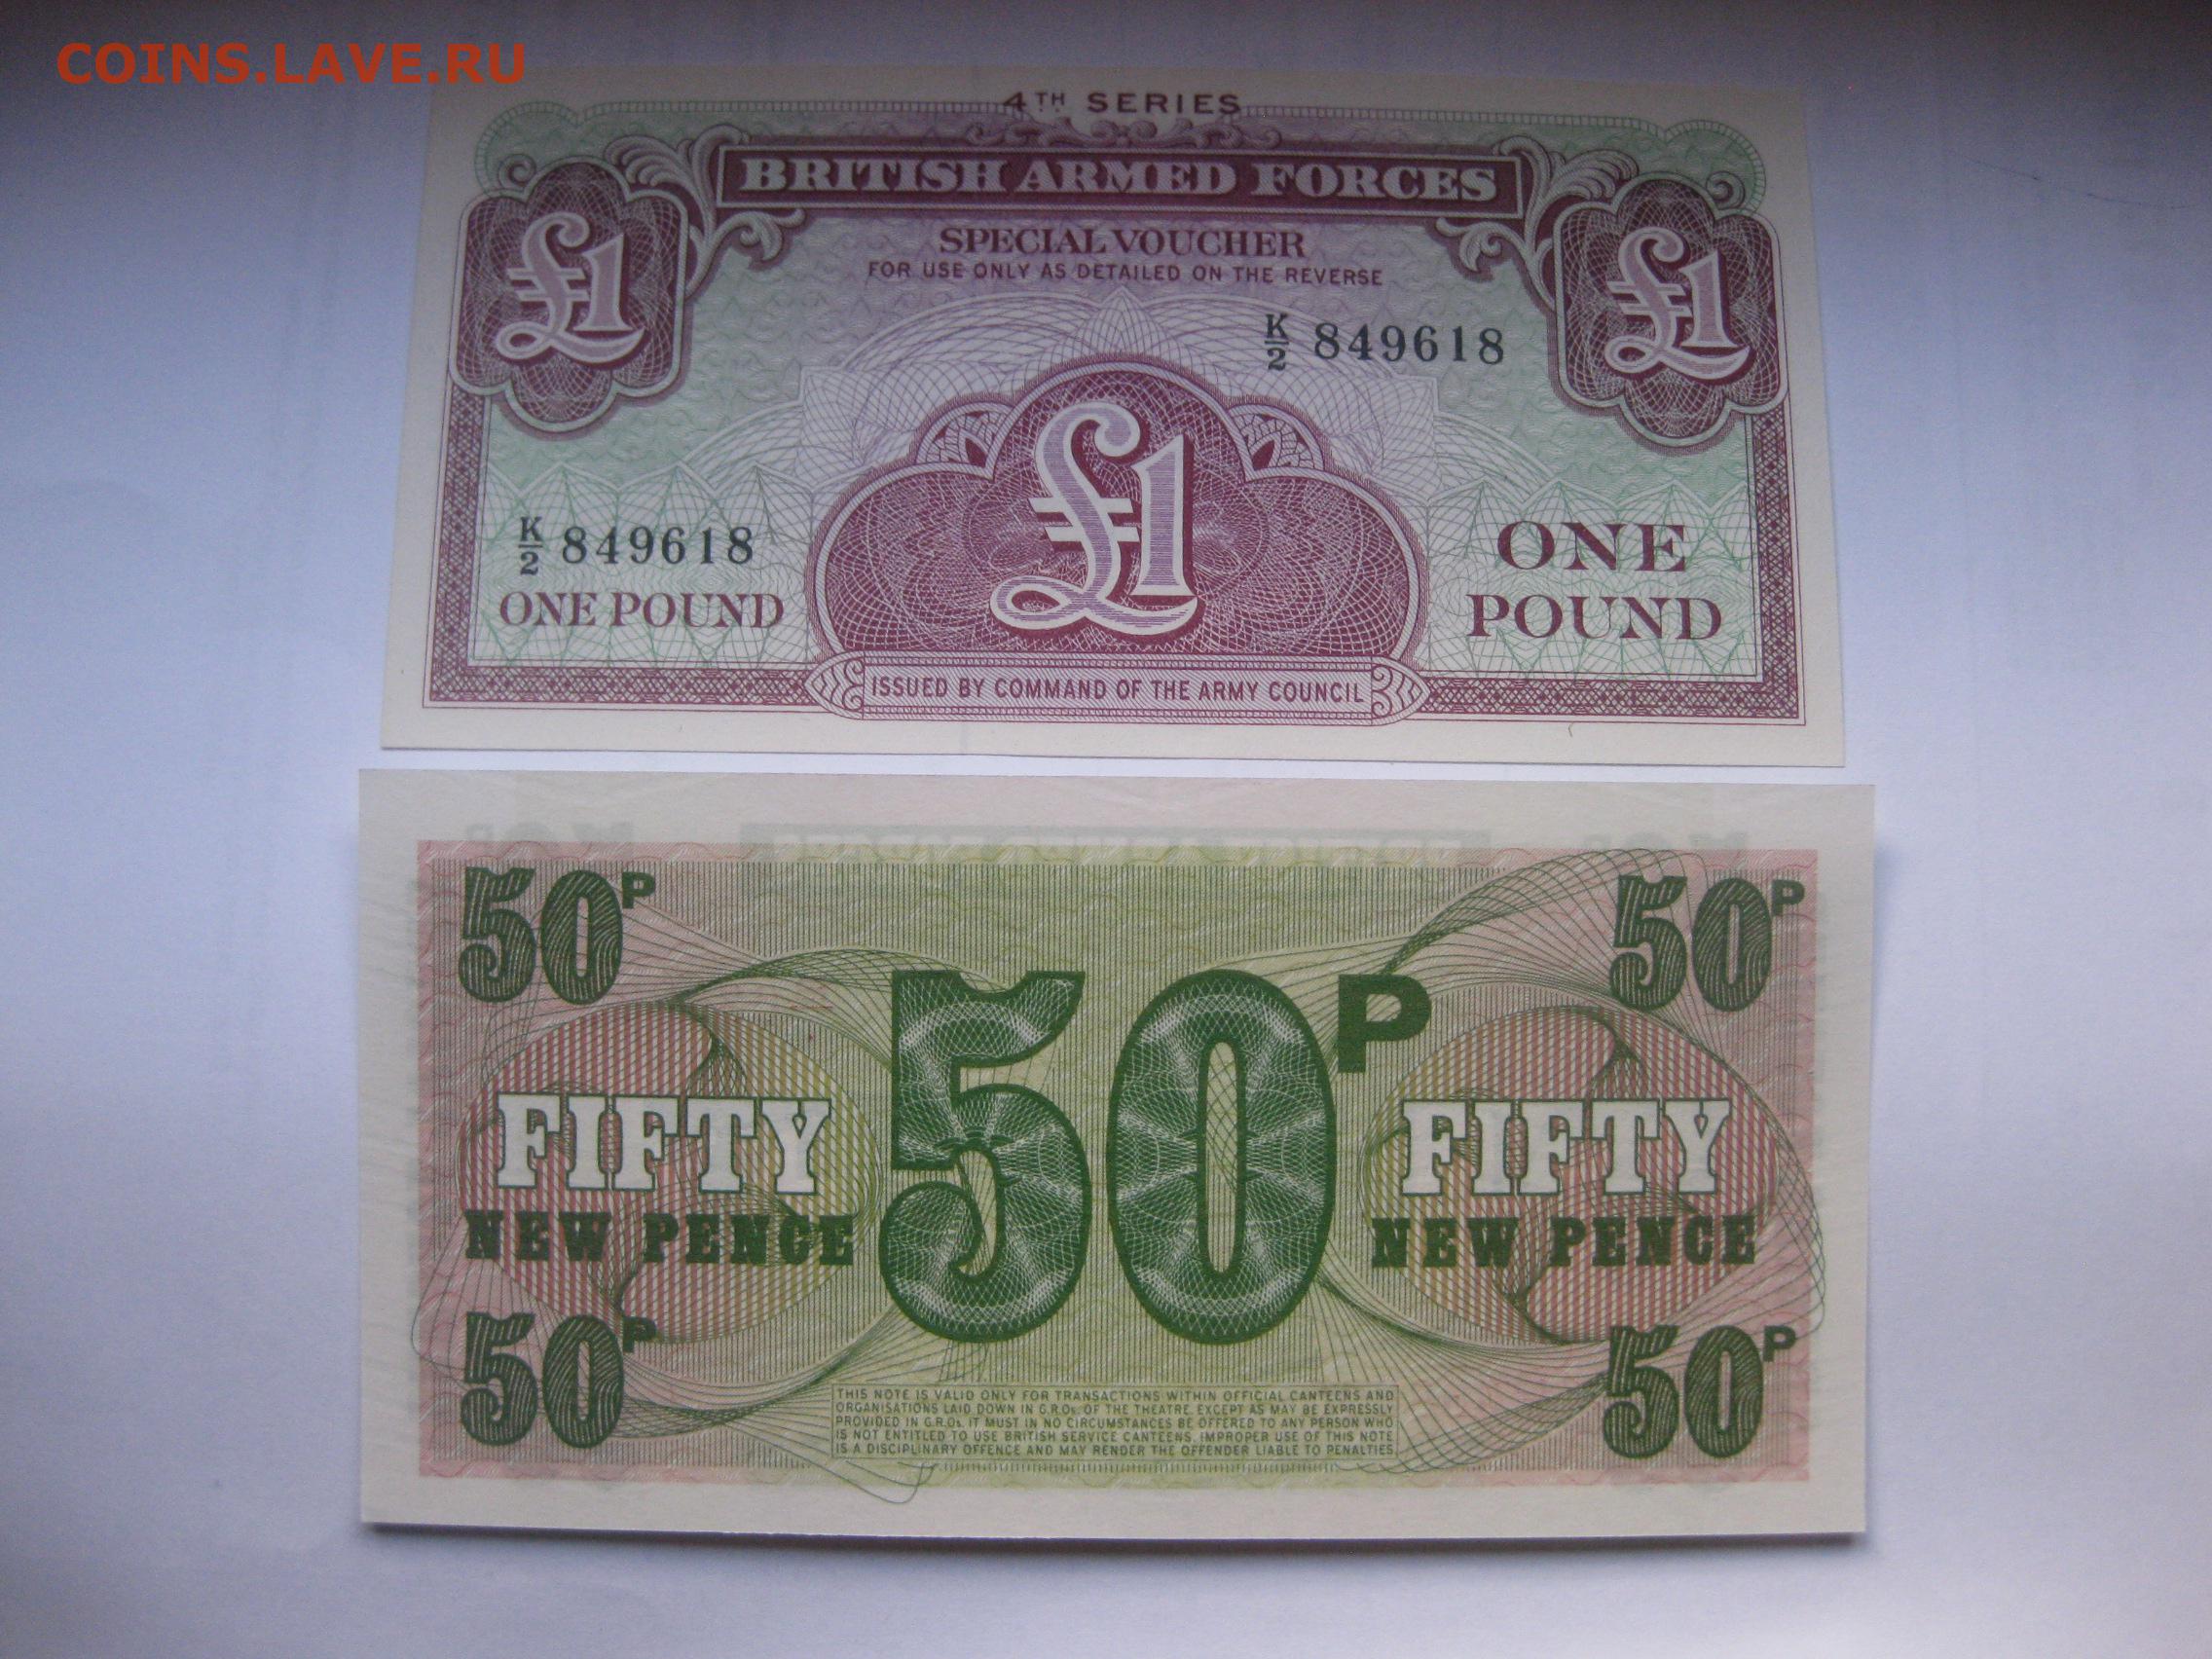 COINS.LAVE.RU
4TH SERIES
BRITISH ARMED FORCES
£1
£1
SPECIAL VOUCHER
FOR USE ONLY AS DETAILED ON THE REVERSE
K/2 849618
£1
K/2 849618
ONE POUND
ONE
POUND
ISSUED BY COMMAND OF THE ARMY COUNCIL
50P
50P
50P
FIFTY
NEW PENCE
FIFTY
NEW PENCE
50P
50P
THIS NOTE IS VALID ONLY FOR TRANSACTIONS WITHIN OFFICIAL CANTEENS AND
ORGANISATIONS LAID DOWN IN G.R.Os. OF THE THEATRE. EXCEPT AS MAY BE EXPRESSLY
PROVIDED IN G.R.Os. IT MUST IN NO CIRCUMSTANCES BE OFFERED TO ANY PERSON WHO
IS NOT ENTITLED TO USE BRITISH SERVICE CANTEENS. IMPROPER USE OF THIS NOTE
IS A DISCIPLINARY OFFENCE AND MAY RENDER THE OFFENDER LIABLE TO PENALTIES